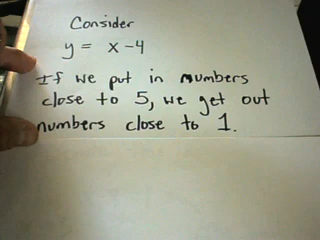 Consider
y = x - 4
If we put in numbers
close to 5, we get out
numbers close to 1.